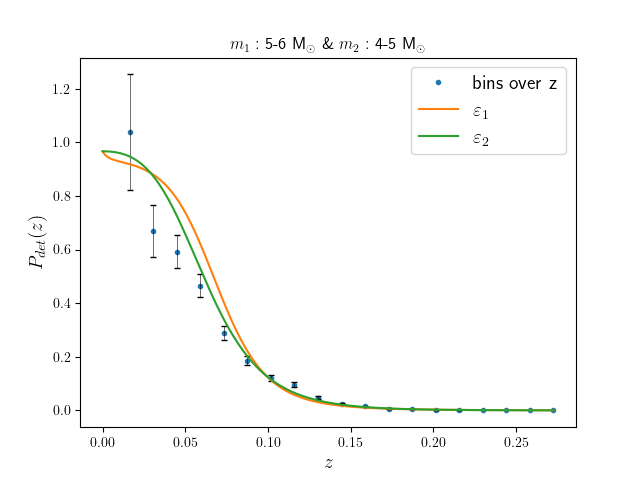 m₁ : 5-6 M⊙ & m₂ : 4-5 M⊙
bins over z
ε₁
ε₂
P_det(z)
1.2
1.0
0.8
0.6
0.4
0.2
0.0
0.00 0.05 0.10 0.15 0.20 0.25
z